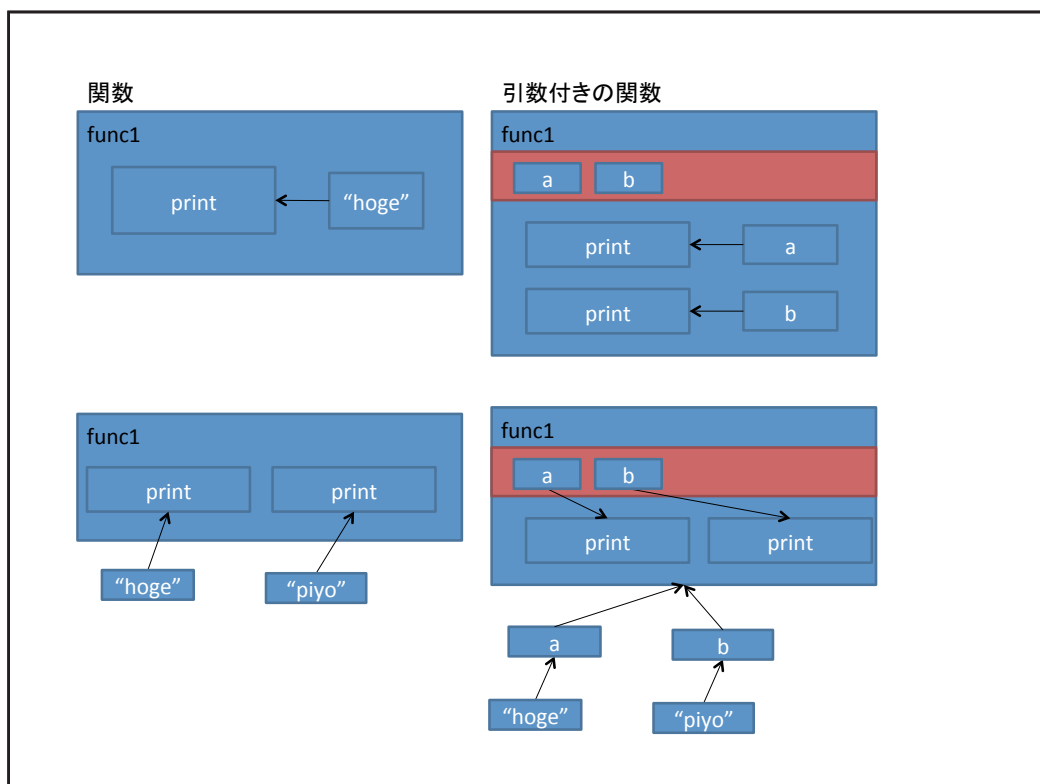 関数
func1
print
“hoge”
引数付きの関数
func1
a
b
print
a
print
b
func1
print
print
“hoge”
“piyo”
func1
a
b
print
print
a
b
“hoge”
“piyo”